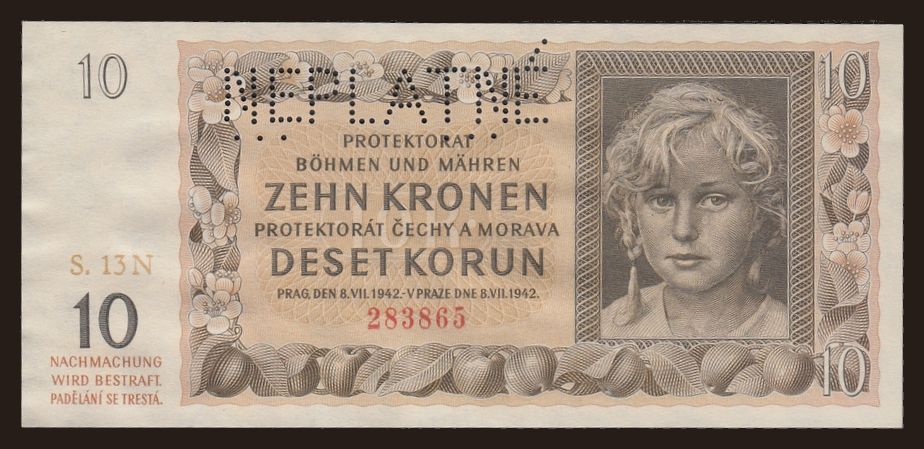 10
NEPLATNÉ
10
PROTEKTORAT
BÖHMEN UND MÄHREN
ZEHN KRONEN
PROTEKTORÁT ČECHY A MORAVA
DESET KORUN
PRAG, DEN 8.VII.1942.-V PRAZE DNE 8.VII.1942.
283865
S. 13 N
10
NACHMACHUNG
WIRD BESTRAFT.
PADĚLÁNÍ SE TRESTÁ.
10